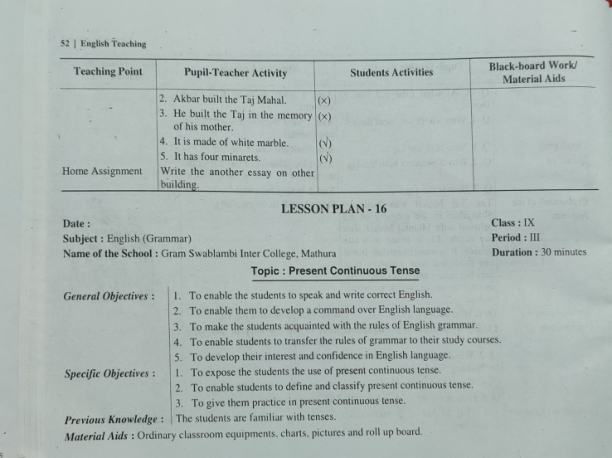 52 | English Teaching
Teaching Point Pupil-Teacher Activity Students Activities Black-board Work/
Material Aids
2. Akbar built the Taj Mahal. (×)
3. He built the Taj in the memory (×)
of his mother.
4. It is made of white marble. (√)
5. It has four minarets. (√)
Home Assignment Write the another essay on other
building.
LESSON PLAN - 16
Date : Class : IX
Subject : English (Grammar) Period : III
Name of the School : Gram Swablambi Inter College, Mathura Duration : 30 minutes
Topic : Present Continuous Tense
General Objectives : 1. To enable the students to speak and write correct English.
2. To enable them to develop a command over English language.
3. To make the students acquainted with the rules of English grammar.
4. To enable students to transfer the rules of grammar to their study courses.
5. To develop their interest and confidence in English language.
Specific Objectives : 1. To expose the students the use of present continuous tense.
2. To enable students to define and classify present continuous tense.
3. To give them practice in present continuous tense.
Previous Knowledge : The students are familiar with tenses.
Material Aids : Ordinary classroom equipments, charts, pictures and roll up board.